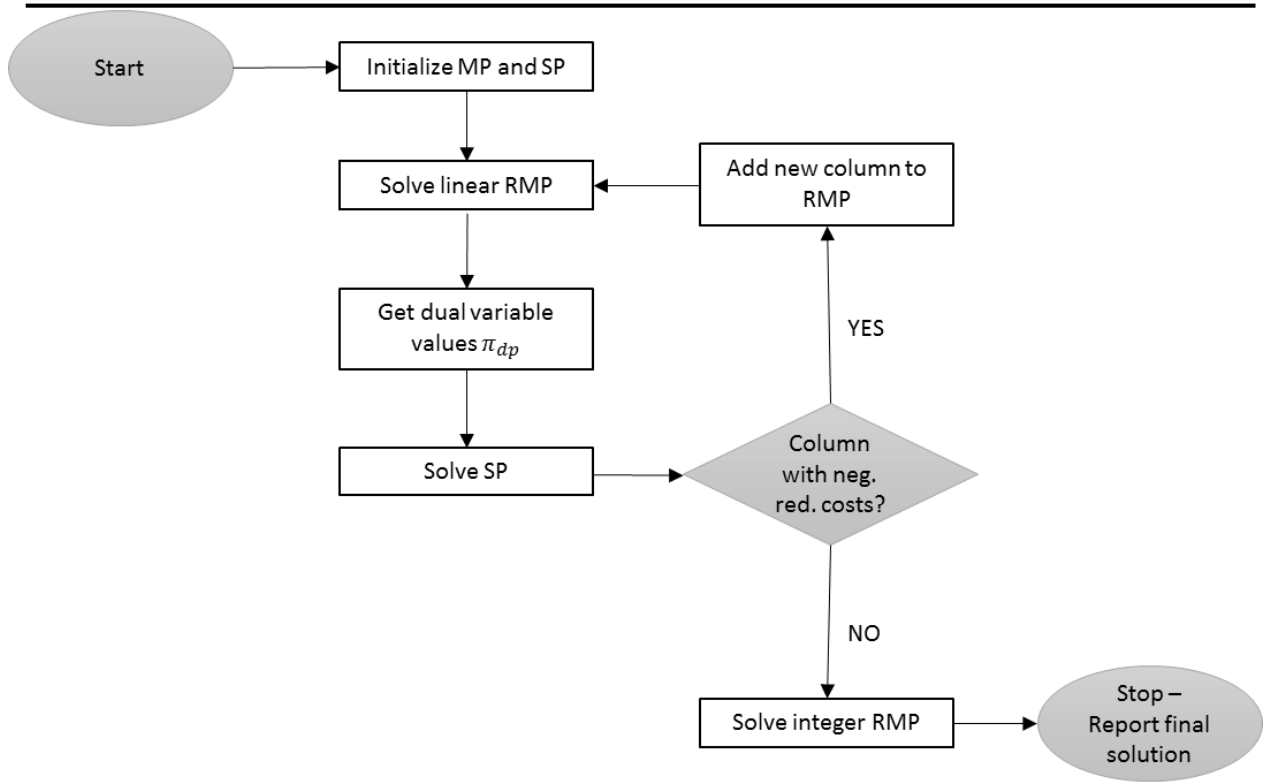 Start
Initialize MP and SP
Solve linear RMP
Add new column to
RMP
Get dual variable
values π_dp
YES
Solve SP
Column
with neg.
red. costs?
NO
Solve integer RMP
Stop –
Report final
solution